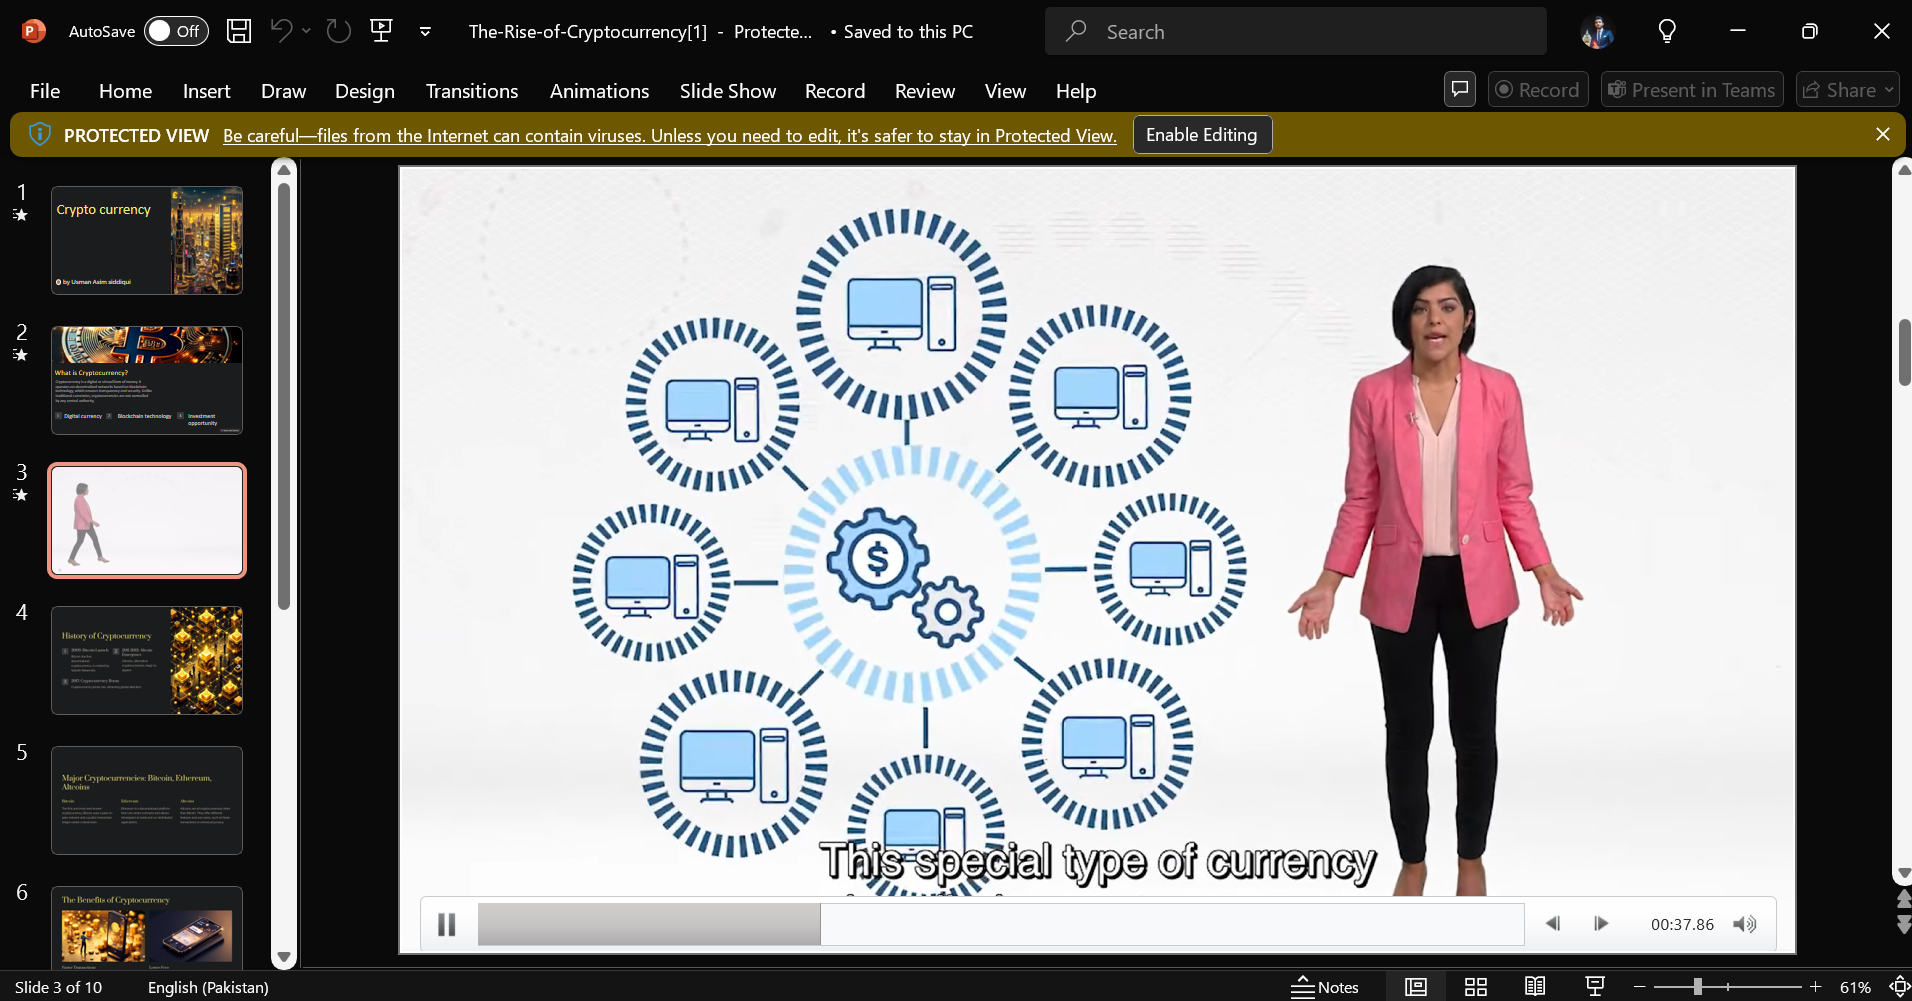 AutoSave Off The-Rise-of-Cryptocurrency[1] - Protecte... • Saved to this PC Search
File Home Insert Draw Design Transitions Animations Slide Show Record Review View Help Record Present in Teams Share
PROTECTED VIEW Be careful—files from the Internet can contain viruses. Unless you need to edit, it's safer to stay in Protected View. Enable Editing
1
Crypto currency
by Usman Asim siddiqui
2
What is Cryptocurrency?
Digital currency
Blockchain technology
Investment
opportunity
3
4
History of Cryptocurrency
5
Major Cryptocurrencies: Bitcoin, Ethereum,
Altcoins
Bitcoin Ethereum Altcoins
6
The Benefits of Cryptocurrency
$
This special type of currency
00:37.86
Slide 3 of 10 English (Pakistan) Notes 61%